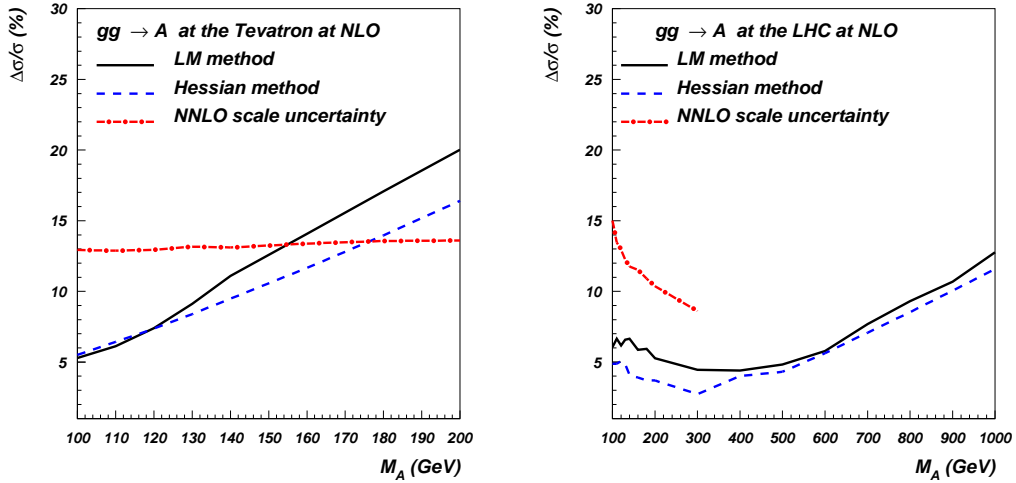 Δσ/σ (%)
30
25
20
15
10
5
gg → A at the Tevatron at NLO
LM method
Hessian method
NNLO scale uncertainty
100 110 120 130 140 150 160 170 180 190 200
M_A (GeV)
Δσ/σ (%)
30
25
20
15
10
5
gg → A at the LHC at NLO
LM method
Hessian method
NNLO scale uncertainty
100 200 300 400 500 600 700 800 900 1000
M_A (GeV)